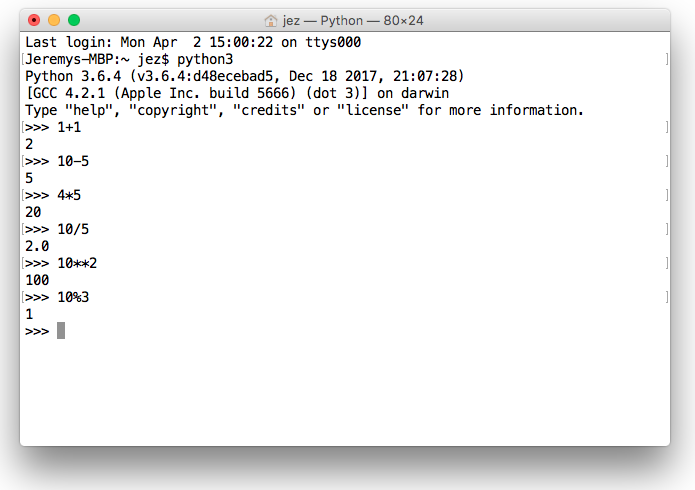 jez — Python — 80×24
Last login: Mon Apr  2 15:00:22 on ttys000
[Jeremys-MBP:~ jez$ python3 ]
Python 3.6.4 (v3.6.4:d48ecebad5, Dec 18 2017, 21:07:28)
[GCC 4.2.1 (Apple Inc. build 5666) (dot 3)] on darwin
Type "help", "copyright", "credits" or "license" for more information.
[>>> 1+1 ]
2
[>>> 10-5 ]
5
[>>> 4*5 ]
20
[>>> 10/5 ]
2.0
[>>> 10**2 ]
100
[>>> 10%3 ]
1
>>>